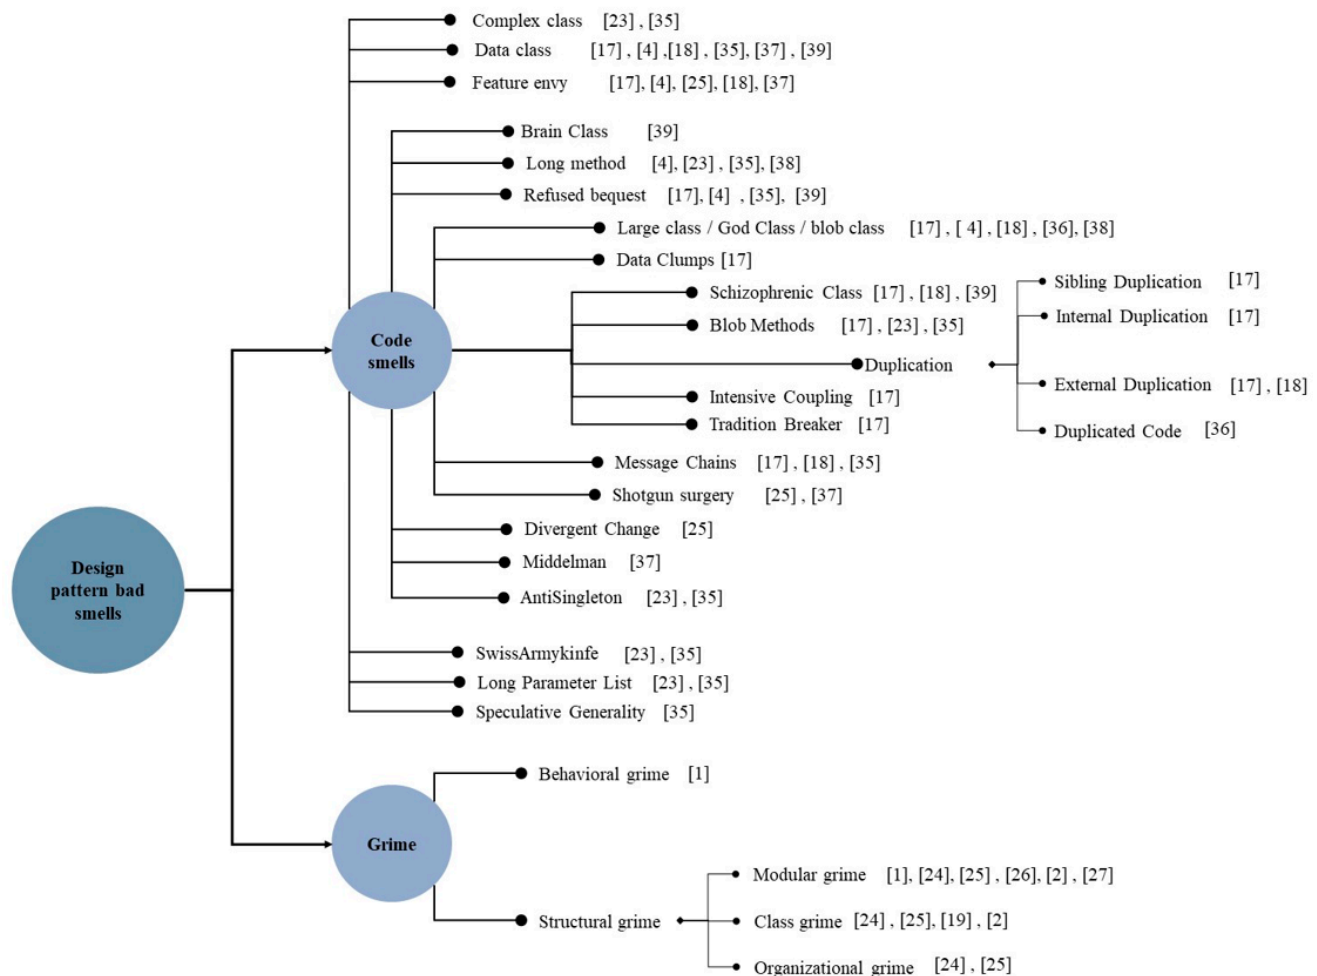 Complex class [23] , [35]
Data class [17] , [4] ,[18] , [35], [37] , [39]
Feature envy [17], [4], [25], [18], [37]
Brain Class [39]
Long method [4], [23] , [35], [38]
Refused bequest [17], [4] , [35], [39]
Large class / God Class / blob class [17] , [ 4] , [18] , [36], [38]
Data Clumps [17]
Schizophrenic Class [17] , [18] , [39]
Blob Methods [17] , [23] , [35]
Duplication
Sibling Duplication [17]
Internal Duplication [17]
External Duplication [17] , [18]
Duplicated Code [36]
Intensive Coupling [17]
Tradition Breaker [17]
Code
smells
Message Chains [17] , [18] , [35]
Shotgun surgery [25] , [37]
Divergent Change [25]
Middelman [37]
AntiSingleton [23] , [35]
Design
pattern bad
smells
SwissArmykinfe [23] , [35]
Long Parameter List [23] , [35]
Speculative Generality [35]
Behavioral grime [1]
Grime
Structural grime
Modular grime [1], [24], [25] , [26], [2] , [27]
Class grime [24] , [25], [19] , [2]
Organizational grime [24] , [25]